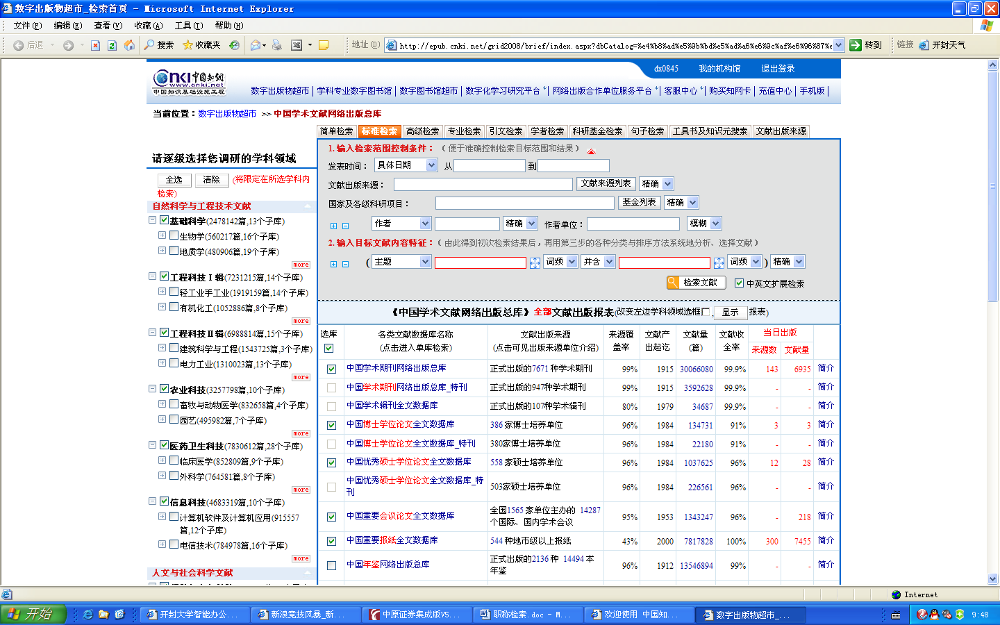 数字出版物超市_检索首页 - Microsoft Internet Explorer
文件(F) 编辑(E) 查看(V) 收藏(A) 工具(T) 帮助(H)
后退 搜索 收藏夹 地址(D) http://epub.cnki.net/grid2008/brief/index.aspx?dbCatalog=%e4%b8%ad%e5%9b%bd%e5%ad%a6%e6%9c%af%e6%96%87%e 转到 链接 开封天气
dx0845 我的机构馆 退出登录
cnki 中国知网
www.cnki.net
中国知识基础设施工程
数字出版物超市 | 学科专业数字图书馆 | 数字图书馆超市 | 数字化学习研究平台 | 网络出版合作单位服务平台 | 客服中心 | 购买知网卡 | 充值中心 | 手机版 |
当前位置：数字出版物超市 >> 中国学术文献网络出版总库
简单检索 标准检索 高级检索 专业检索 引文检索 学者检索 科研基金检索 句子检索 工具书及知识元搜索 文献出版来源
请逐级选择您调研的学科领域
全选 清除 (将限定在所选学科内检索)
自然科学与工程技术文献
基础科学(2478142篇,13个子库)
生物学(560217篇,16个子库)
地质学(480906篇,19个子库)
more
工程科技Ⅰ辑(7231215篇,14个子库)
轻工业手工业(1919159篇,14个子库)
有机化工(1052886篇,8个子库)
more
工程科技Ⅱ辑(6988814篇,15个子库)
建筑科学与工程(1543725篇,3个子库)
电力工业(1310023篇,13个子库)
more
农业科技(3257798篇,10个子库)
畜牧与动物医学(832658篇,4个子库)
园艺(495982篇,7个子库)
more
医药卫生科技(7830612篇,28个子库)
临床医学(852809篇,9个子库)
外科学(764581篇,8个子库)
more
信息科技(4683319篇,10个子库)
计算机软件及计算机应用(915557
篇,12个子库)
电信技术(784978篇,16个子库)
more
人文与社会科学文献
1.输入检索范围控制条件：（便于准确控制检索目标范围和结果）
发表时间： 具体日期 从 到
文献出版来源： 文献来源列表 精确
国家及各级科研项目： 基金列表 精确
作者 精确 作者单位： 模糊
2.输入目标文献内容特征：（由此得到初次检索结果后，再用第三步的各种分类与排序方法系统地分析、选择文献）
( 主题 词频 并含 词频 ) 精确
检索文献 中英文扩展检索
《中国学术文献网络出版总库》全部文献出版报表(改变左边学科领域选框 , 显示 报表)
选库 各类文献数据库名称 (点击进入单库检索) 文献出版来源 (点击可见出版来源单位介绍) 来源覆盖率 文献产出起讫 文献量(篇) 文献收全率 当日出版 来源数 文献量
中国学术期刊网络出版总库 正式出版的7671 种学术期刊 99% 1915 30066080 99.9% 143 6935 简介
中国学术期刊网络出版总库_特刊 正式出版的947种学术期刊 99% 1915 3592628 99.9% - - 简介
中国学术辑刊全文数据库 正式出版的107种学术辑刊 80% 1979 34687 99.9% - - 简介
中国博士学位论文全文数据库 386 家博士培养单位 96% 1984 134731 91% 3 3 简介
中国博士学位论文全文数据库_特刊 380家博士培养单位 96% 1984 22180 91% - - 简介
中国优秀硕士学位论文全文数据库 558 家硕士培养单位 96% 1984 1037625 96% 12 28 简介
中国优秀硕士学位论文全文数据库_特刊 503家硕士培养单位 96% 1984 226561 96% - - 简介
中国重要会议论文全文数据库 全国1565 家单位主办的 14287 个国际、国内学术会议 95% 1953 1343247 96% - 218 简介
中国重要报纸全文数据库 544 种地市级以上报纸 43% 2000 7817828 100% 300 7455 简介
中国年鉴网络出版总库 正式出版的2136 种 14494 本年鉴 96% 1912 13546894 99% - - 简介
Internet
开始 开封大学智能办公... 新浪竞技风暴_新... 中原证券集成版V5... 职称检索.doc - M... 欢迎使用 中国知... 数字出版物超市_... 9:48